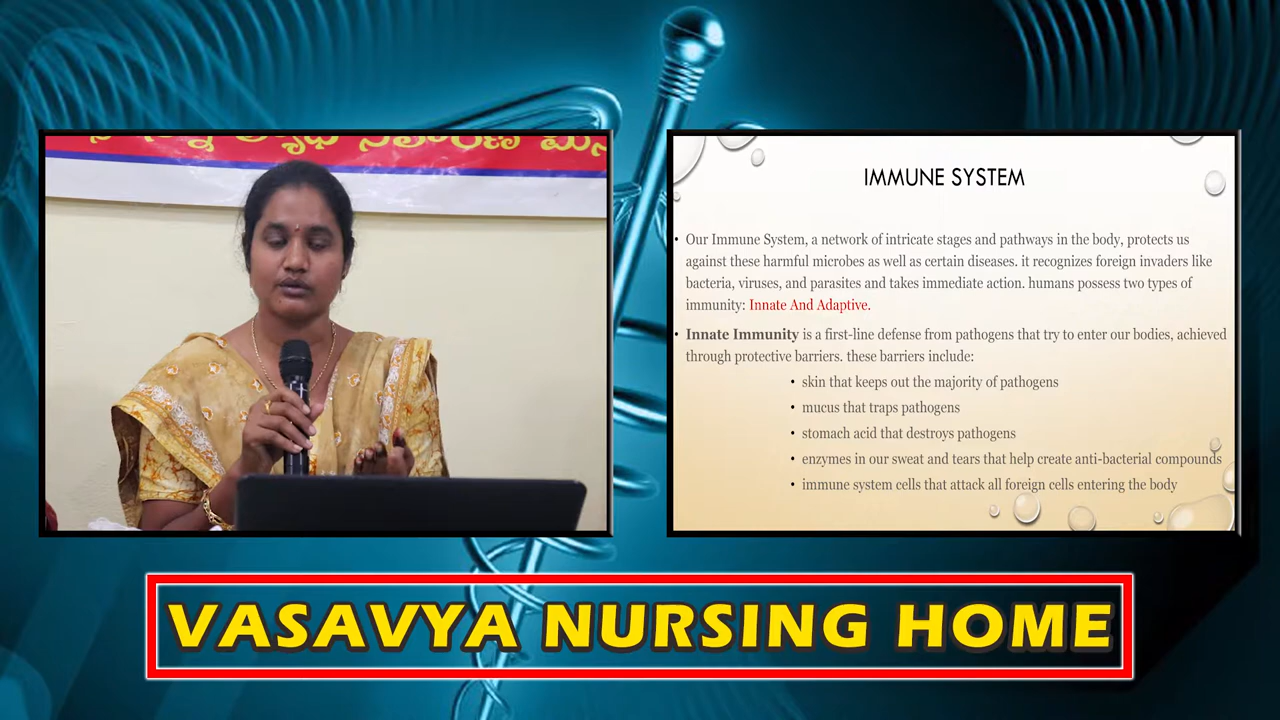 IMMUNE SYSTEM
• Our Immune System, a network of intricate stages and pathways in the body, protects us
against these harmful microbes as well as certain diseases. it recognizes foreign invaders like
bacteria, viruses, and parasites and takes immediate action. humans possess two types of
immunity: Innate And Adaptive.
• Innate Immunity is a first-line defense from pathogens that try to enter our bodies, achieved
through protective barriers. these barriers include:
• skin that keeps out the majority of pathogens
• mucus that traps pathogens
• stomach acid that destroys pathogens
• enzymes in our sweat and tears that help create anti-bacterial compounds
• immune system cells that attack all foreign cells entering the body
VASAVYA NURSING HOME